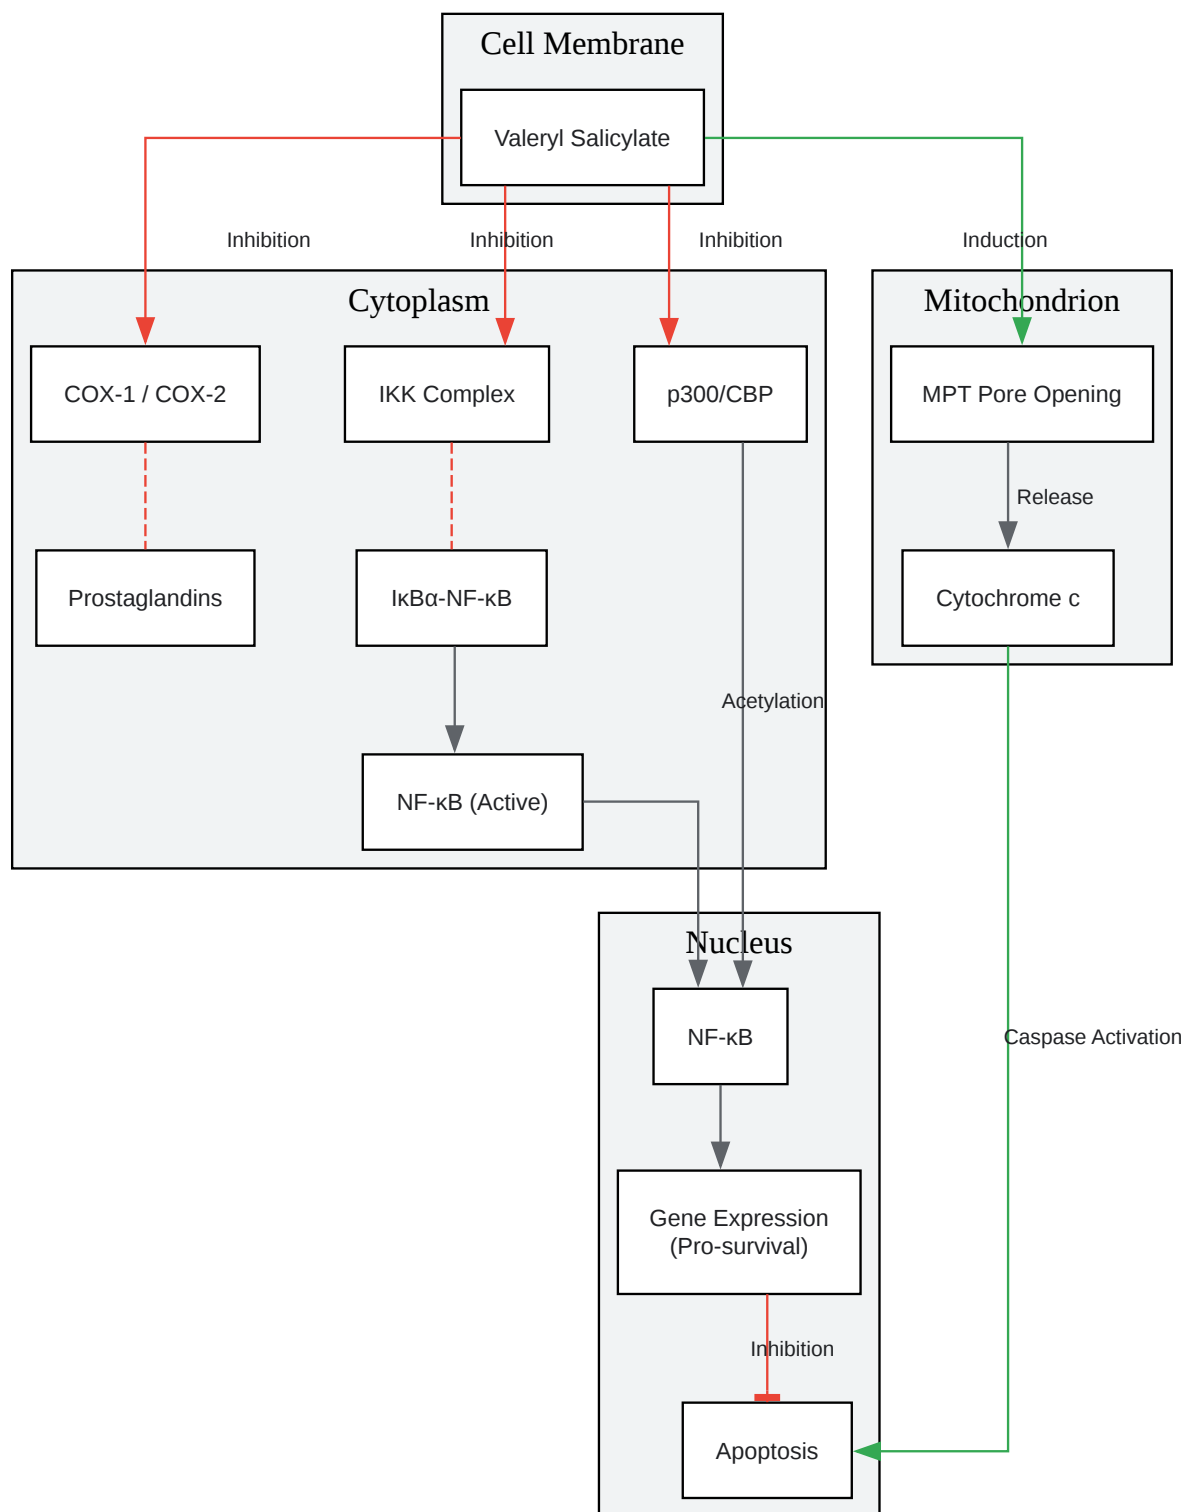 Cell Membrane
Valeryl Salicylate
Inhibition
Inhibition
Inhibition
Induction
Cytoplasm
Mitochondrion
COX-1 / COX-2
IKK Complex
p300/CBP
MPT Pore Opening
Release
Prostaglandins
IκBα-NF-κB
Cytochrome c
Acetylation
NF-κB (Active)
Nucleus
NF-κB
Caspase Activation
Gene Expression
(Pro-survival)
Inhibition
Apoptosis